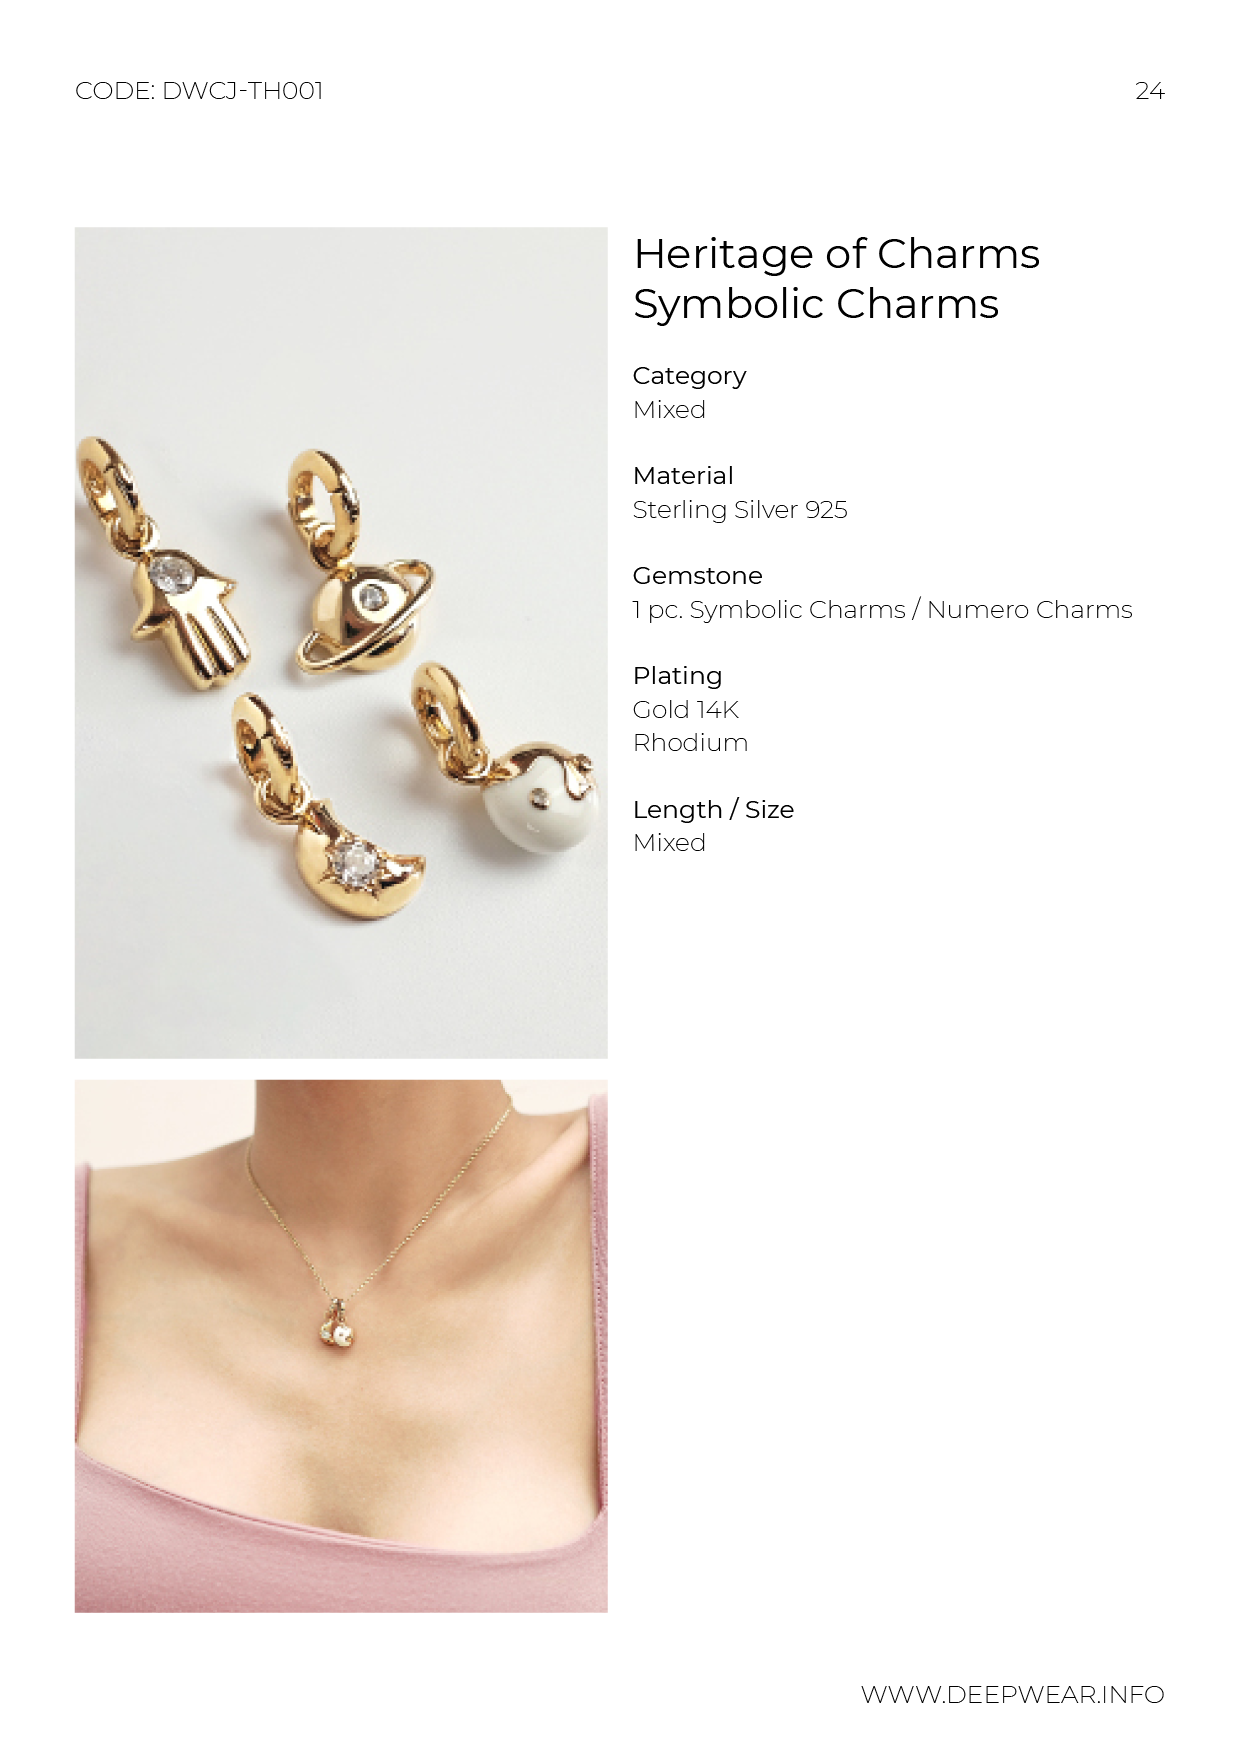 CODE: DWCJ-TH001
24
Heritage of Charms
Symbolic Charms
Category
Mixed
Material
Sterling Silver 925
Gemstone
1 pc. Symbolic Charms / Numero Charms
Plating
Gold 14K
Rhodium
Length / Size
Mixed
WWW.DEEPWEAR.INFO